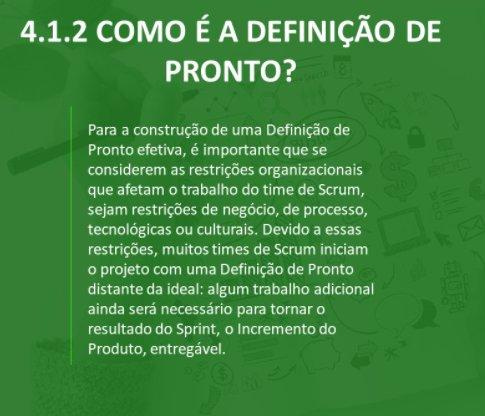 4.1.2 COMO É A DEFINIÇÃO DE
PRONTO?
Para a construção de uma Definição de
Pronto efetiva, é importante que se
considerem as restrições organizacionais
que afetam o trabalho do time de Scrum,
sejam restrições de negócio, de processo,
tecnológicas ou culturais. Devido a essas
restrições, muitos times de Scrum iniciam
o projeto com uma Definição de Pronto
distante da ideal: algum trabalho adicional
ainda será necessário para tornar o
resultado do Sprint, o Incremento do
Produto, entregável.